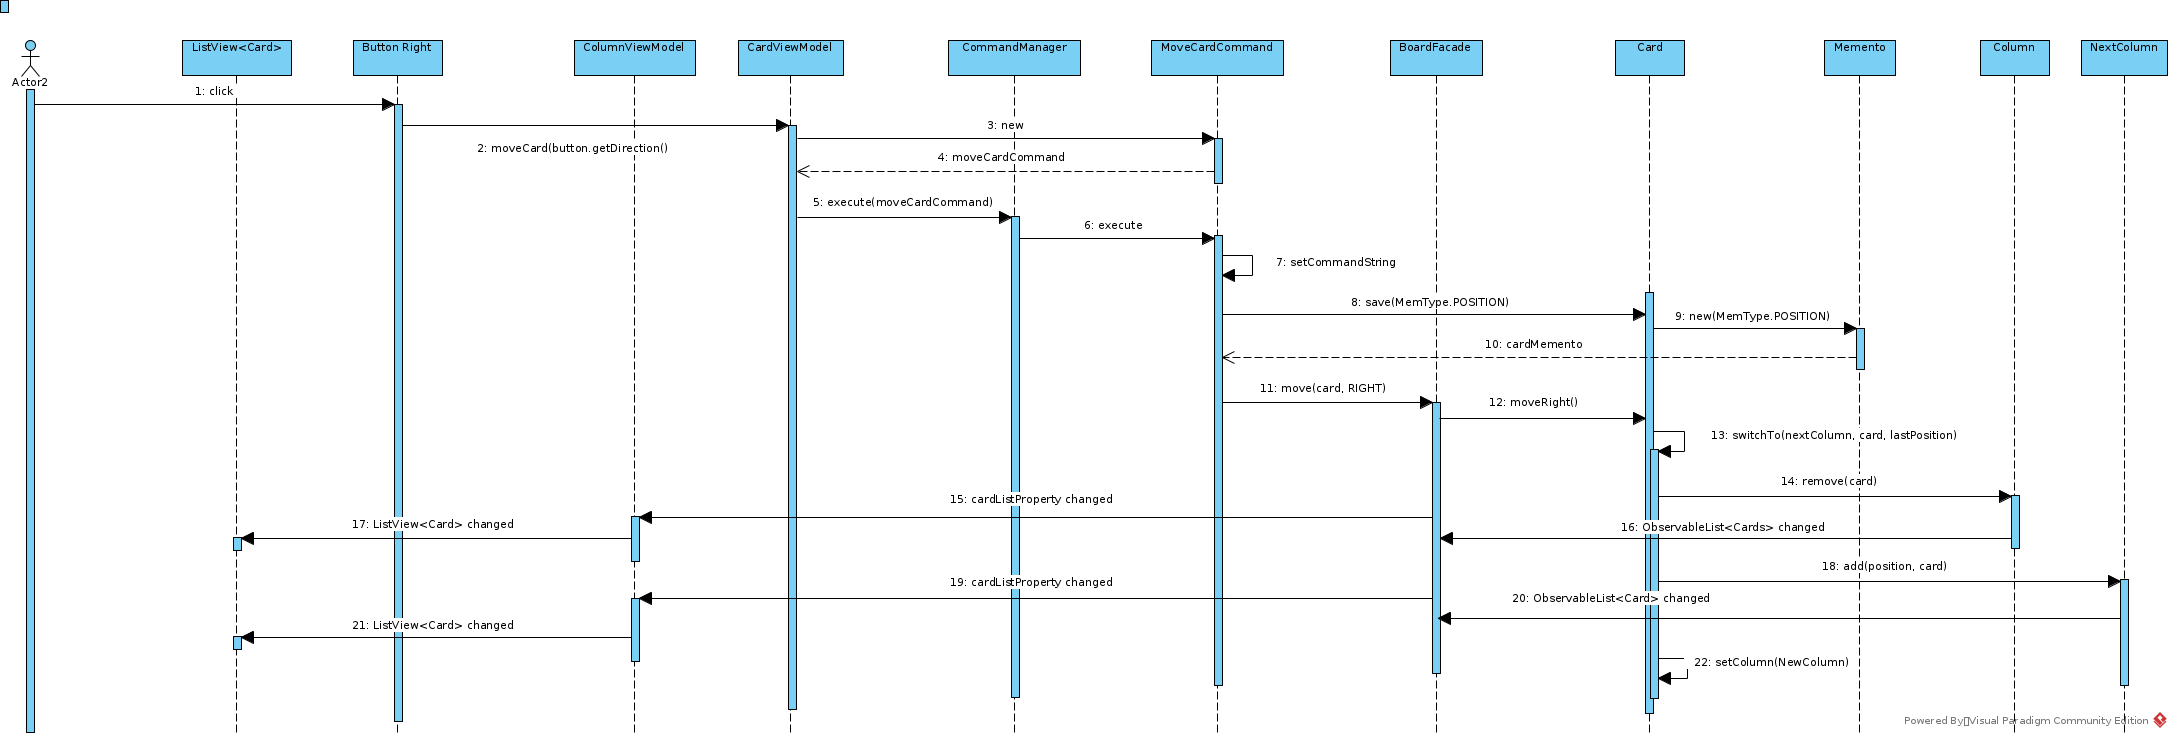 ListView<Card>
Button Right
ColumnViewModel
CardViewModel
CommandManager
MoveCardCommand
BoardFacade
Card
Memento
Column
NextColumn
Actor2
1: click
2: moveCard(button.getDirection()
3: new
4: moveCardCommand
5: execute(moveCardCommand)
6: execute
7: setCommandString
8: save(MemType.POSITION)
9: new(MemType.POSITION)
10: cardMemento
11: move(card, RIGHT)
12: moveRight()
13: switchTo(nextColumn, card, lastPosition)
14: remove(card)
15: cardListProperty changed
16: ObservableList<Cards> changed
17: ListView<Card> changed
18: add(position, card)
19: cardListProperty changed
20: ObservableList<Card> changed
21: ListView<Card> changed
22: setColumn(NewColumn)
Powered By Visual Paradigm Community Edition